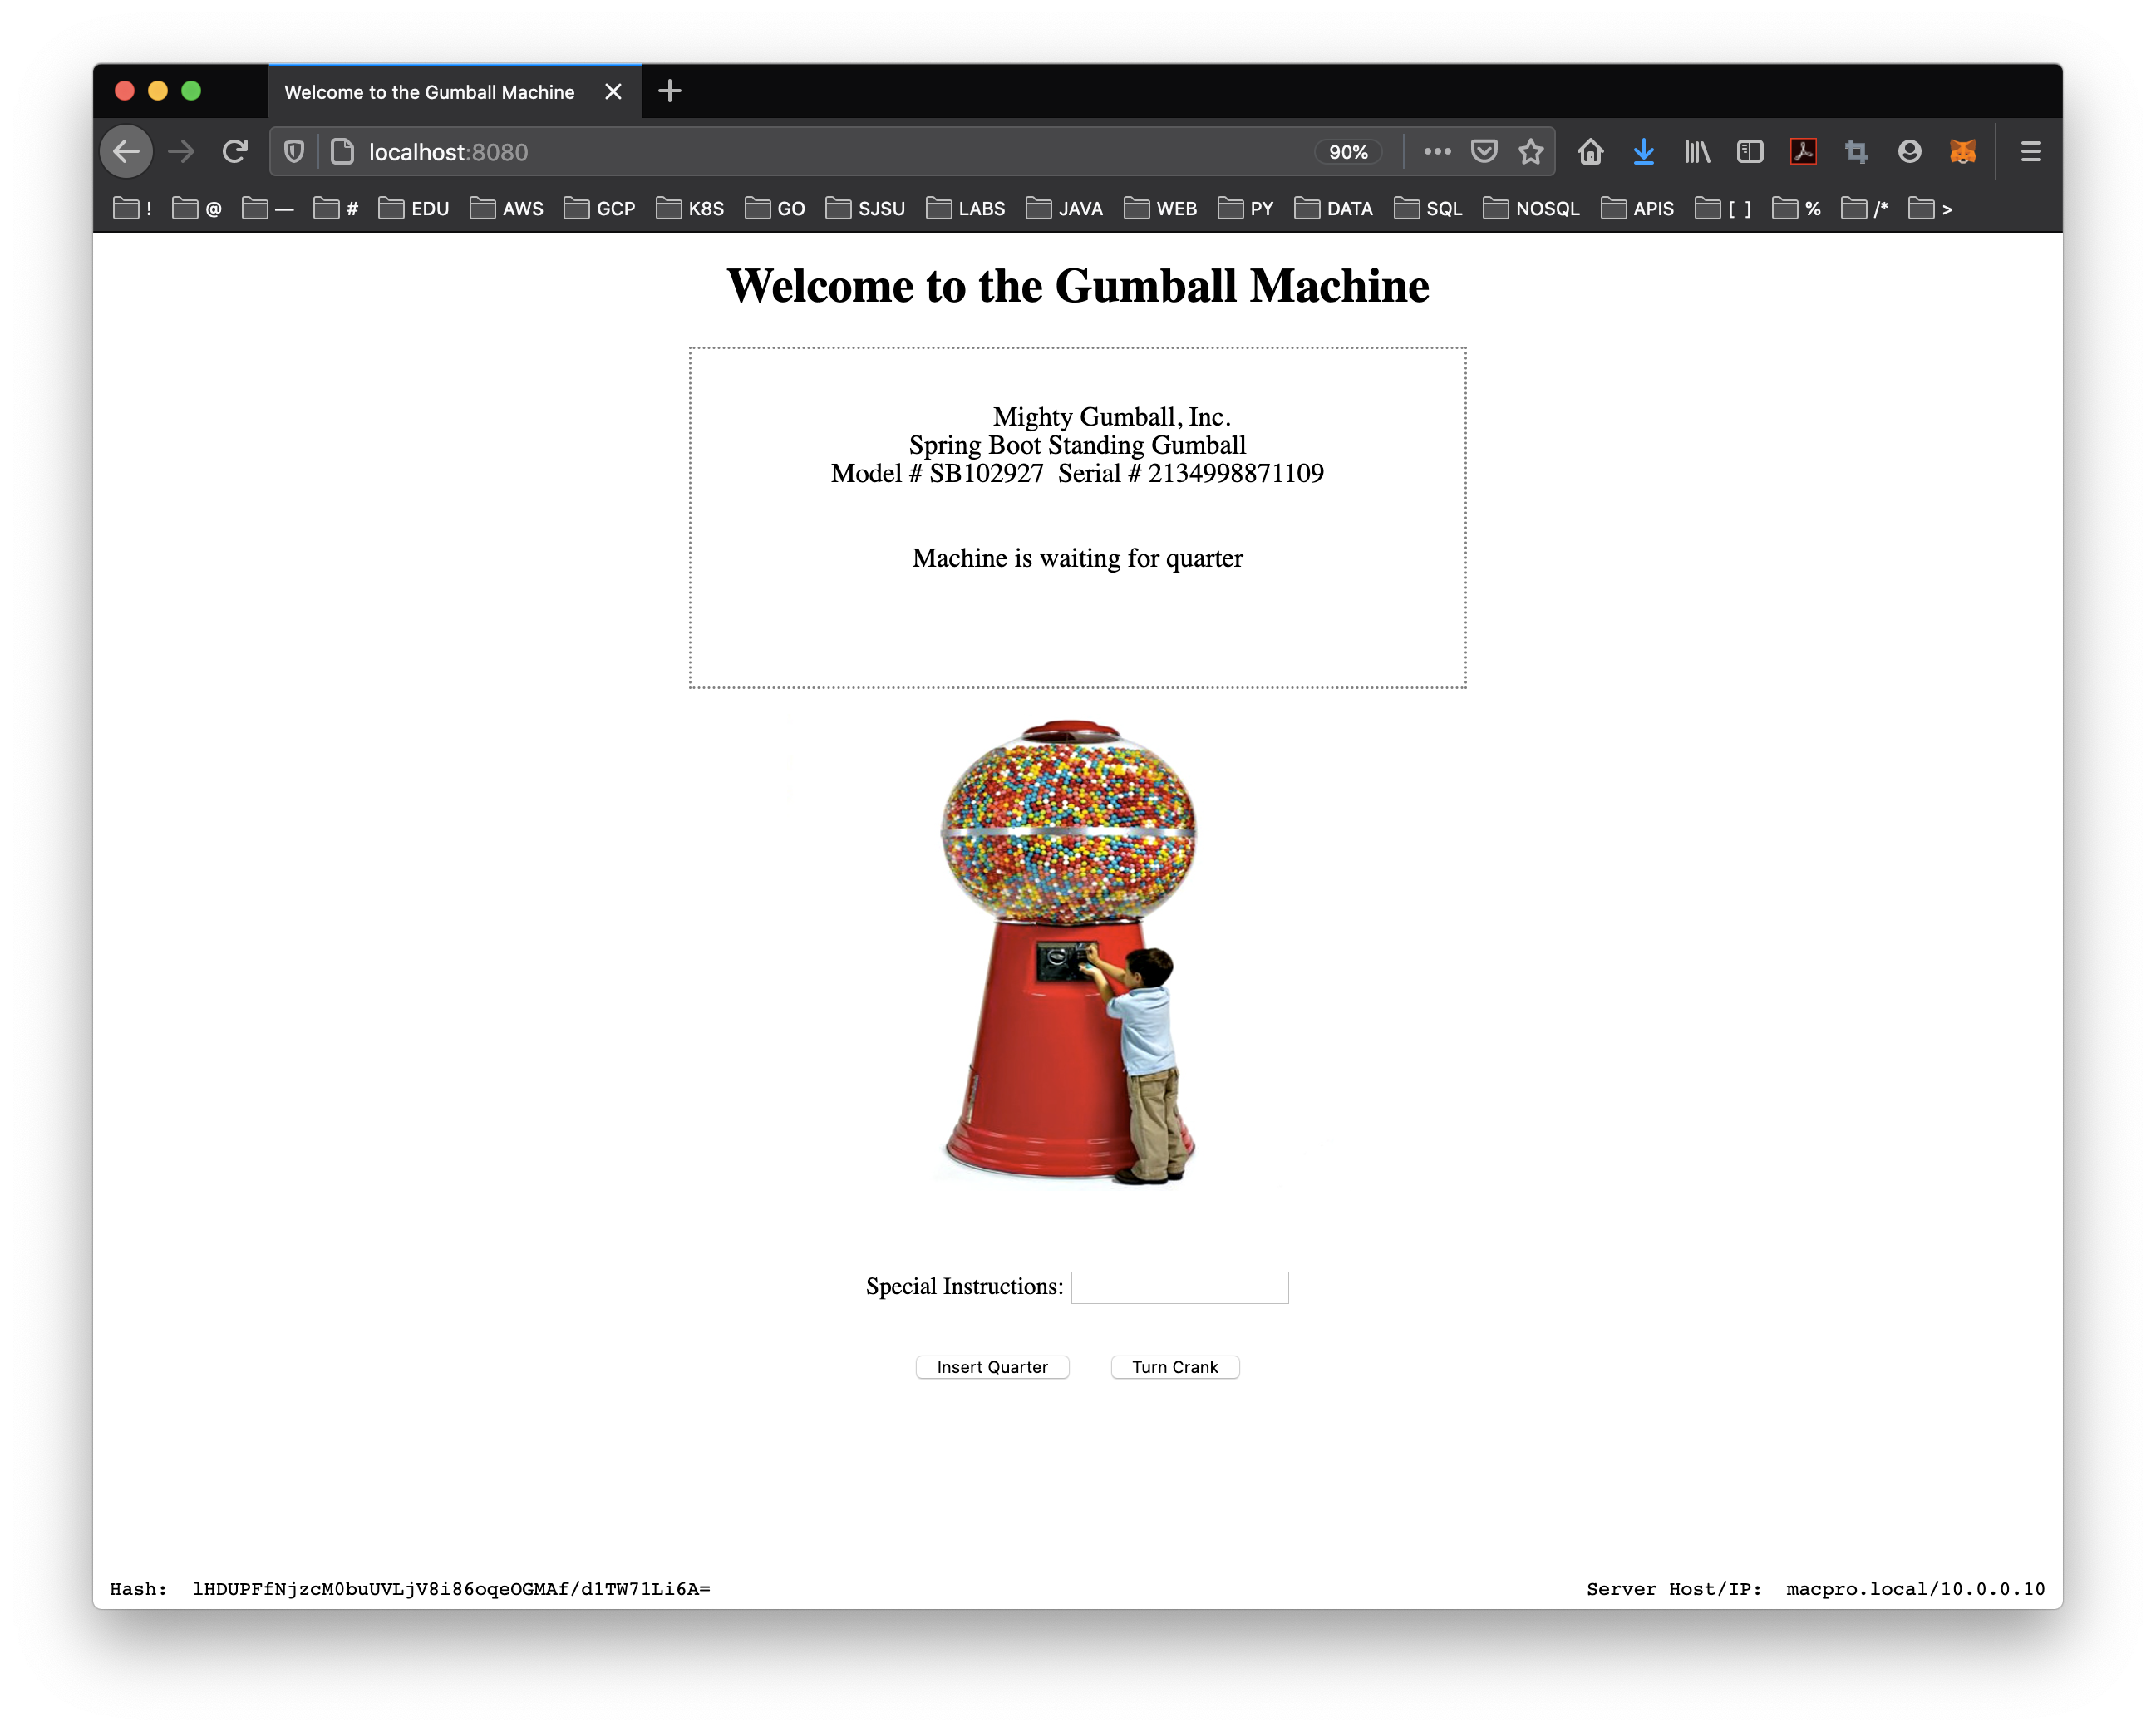 Welcome to the Gumball Machine
localhost:8080
90%
! @ — # EDU AWS GCP K8S GO SJSU LABS JAVA WEB PY DATA SQL NOSQL APIS [ ] % /* >
Welcome to the Gumball Machine
Mighty Gumball, Inc.
Spring Boot Standing Gumball
Model # SB102927  Serial # 2134998871109
Machine is waiting for quarter
Special Instructions:
Insert Quarter Turn Crank
Hash:  lHDUPFfNjzcM0buUVLjV8i86oqeOGMAf/d1TW71Li6A= Server Host/IP:  macpro.local/10.0.0.10